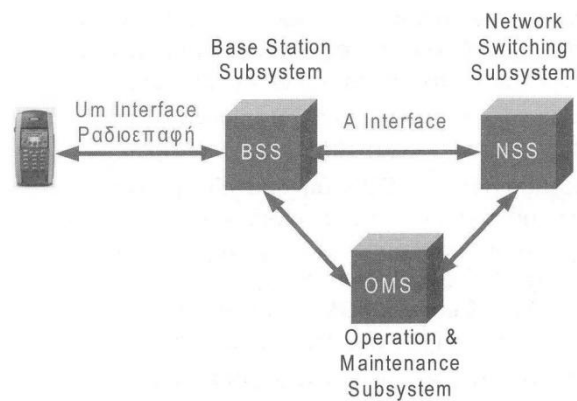 Base Station
Subsystem
Network
Switching
Subsystem
Um Interface
Ραδιοεπαφή
A Interface
BSS
NSS
OMS
Operation &
Maintenance
Subsystem